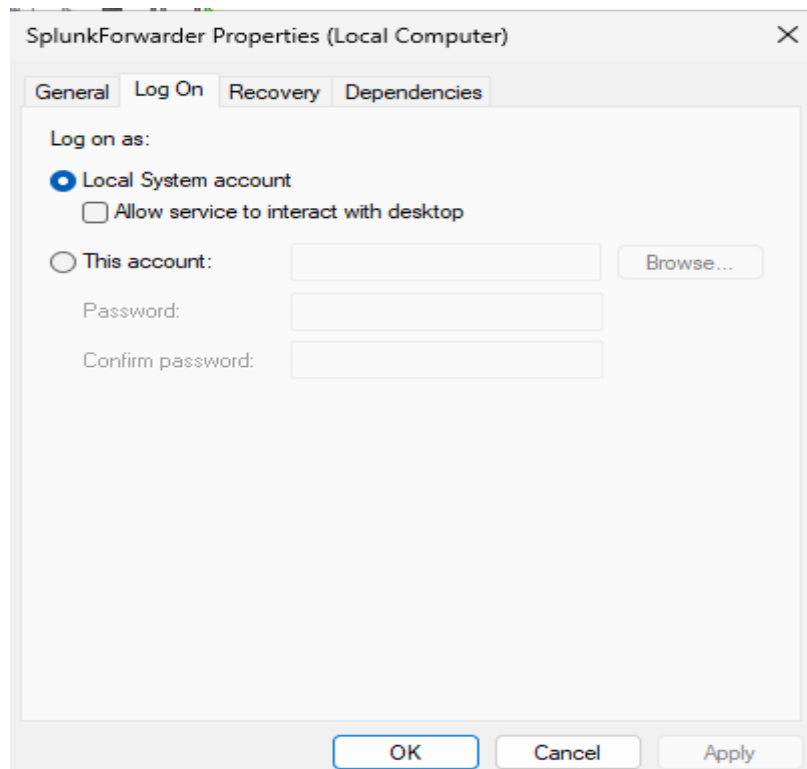 SplunkForwarder Properties (Local Computer)
General Log On Recovery Dependencies
Log on as:
Local System account
Allow service to interact with desktop
This account: Browse...
Password:
Confirm password:
OK Cancel Apply